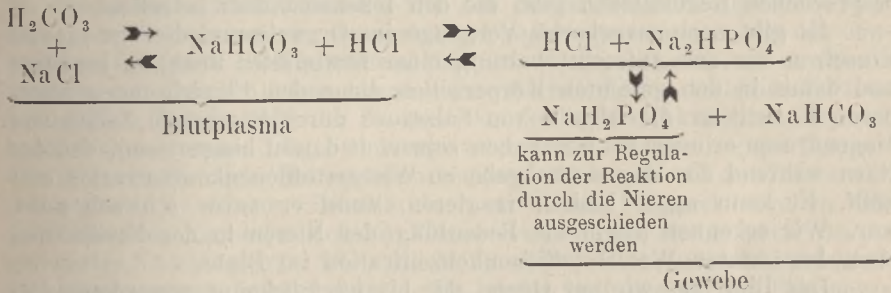 H₂CO₃
+
NaCl
NaHCO₃ + HCl
HCl + Na₂HPO₄
Blutplasma
NaH₂PO₄ + NaHCO₃
kann zur Regula-
tion der Reaktion
durch die Nieren
ausgeschieden
werden
Gewebe